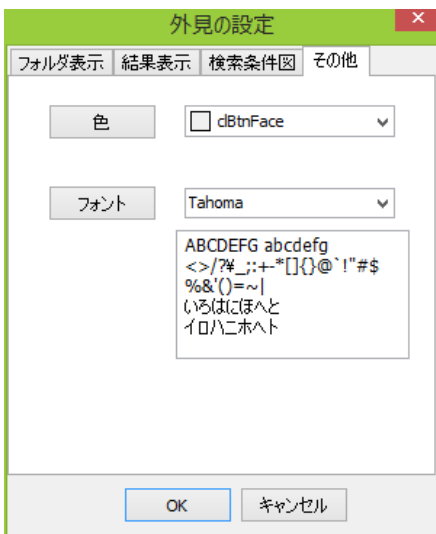 外見の設定
フォルダ表示 結果表示 検索条件図 その他
色 clBtnFace
フォント Tahoma
ABCDEFG abcdefg
<>/?¥_;:+-*[]{}@`!"#$
%&'()=~|
いろはにほへと
イロハニホヘト
OK キャンセル